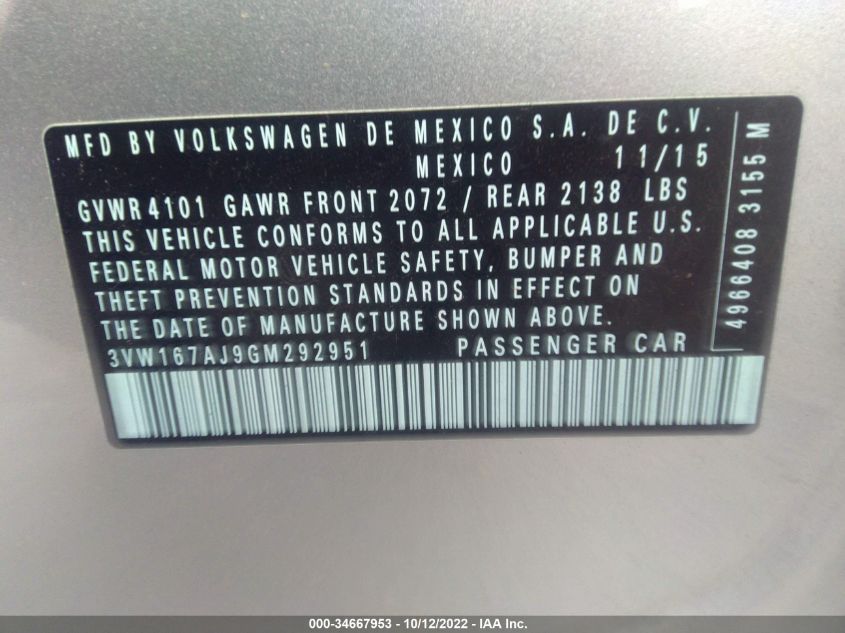 MFD BY VOLKSWAGEN DE MEXICO S.A. DE C.V.
MEXICO 11/15
GVWR 4101 GAWR FRONT 2072 / REAR 2138 LBS
THIS VEHICLE CONFORMS TO ALL APPLICABLE U.S.
FEDERAL MOTOR VEHICLE SAFETY, BUMPER AND
THEFT PREVENTION STANDARDS IN EFFECT ON
THE DATE OF MANUFACTURE SHOWN ABOVE.
3VW167AJ9GM292951 PASSENGER CAR
4966408 3155 M
000-34667953 - 10/12/2022 - IAA Inc.